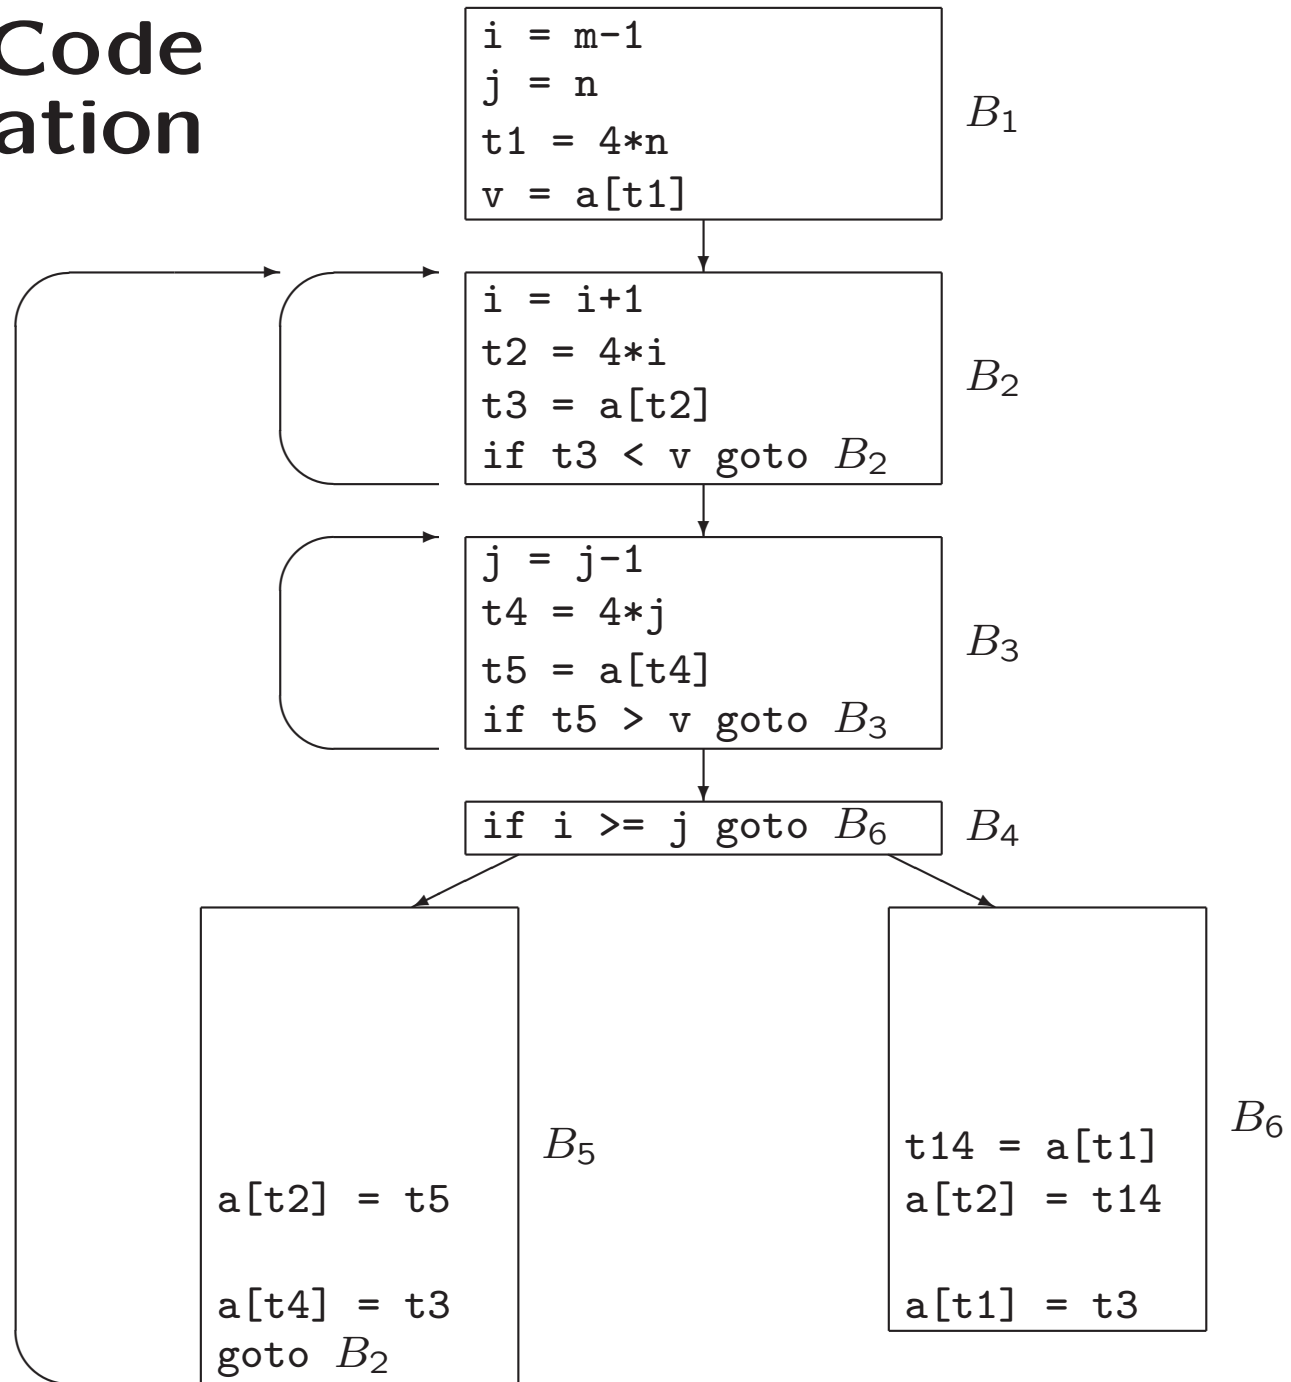 Code
ation
i = m-1
j = n
t1 = 4*n
v = a[t1]
B1
i = i+1
t2 = 4*i
t3 = a[t2]
if t3 < v goto B2
B2
j = j-1
t4 = 4*j
t5 = a[t4]
if t5 > v goto B3
B3
if i >= j goto B6
B4
a[t2] = t5
a[t4] = t3
goto B2
B5
t14 = a[t1]
a[t2] = t14
a[t1] = t3
B6